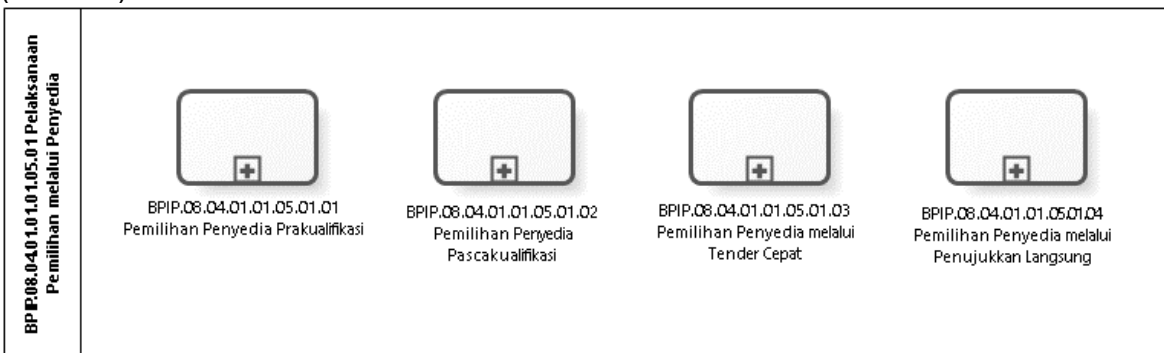 BPIP.08.04.01.01.01.05.01 Pelaksanaan
Pemilihan melalui Penyedia
BPIP.08.04.01.01.05.01.01
Pemilihan Penyedia Prakualifikasi
BPIP.08.04.01.01.05.01.02
Pemilihan Penyedia
Pascakualifikasi
BPIP.08.04.01.01.05.01.03
Pemilihan Penyedia melalui
Tender Cepat
BPIP.08.04.01.01.05.01.04
Pemilihan Penyedia melalui
Penujukkan Langsung